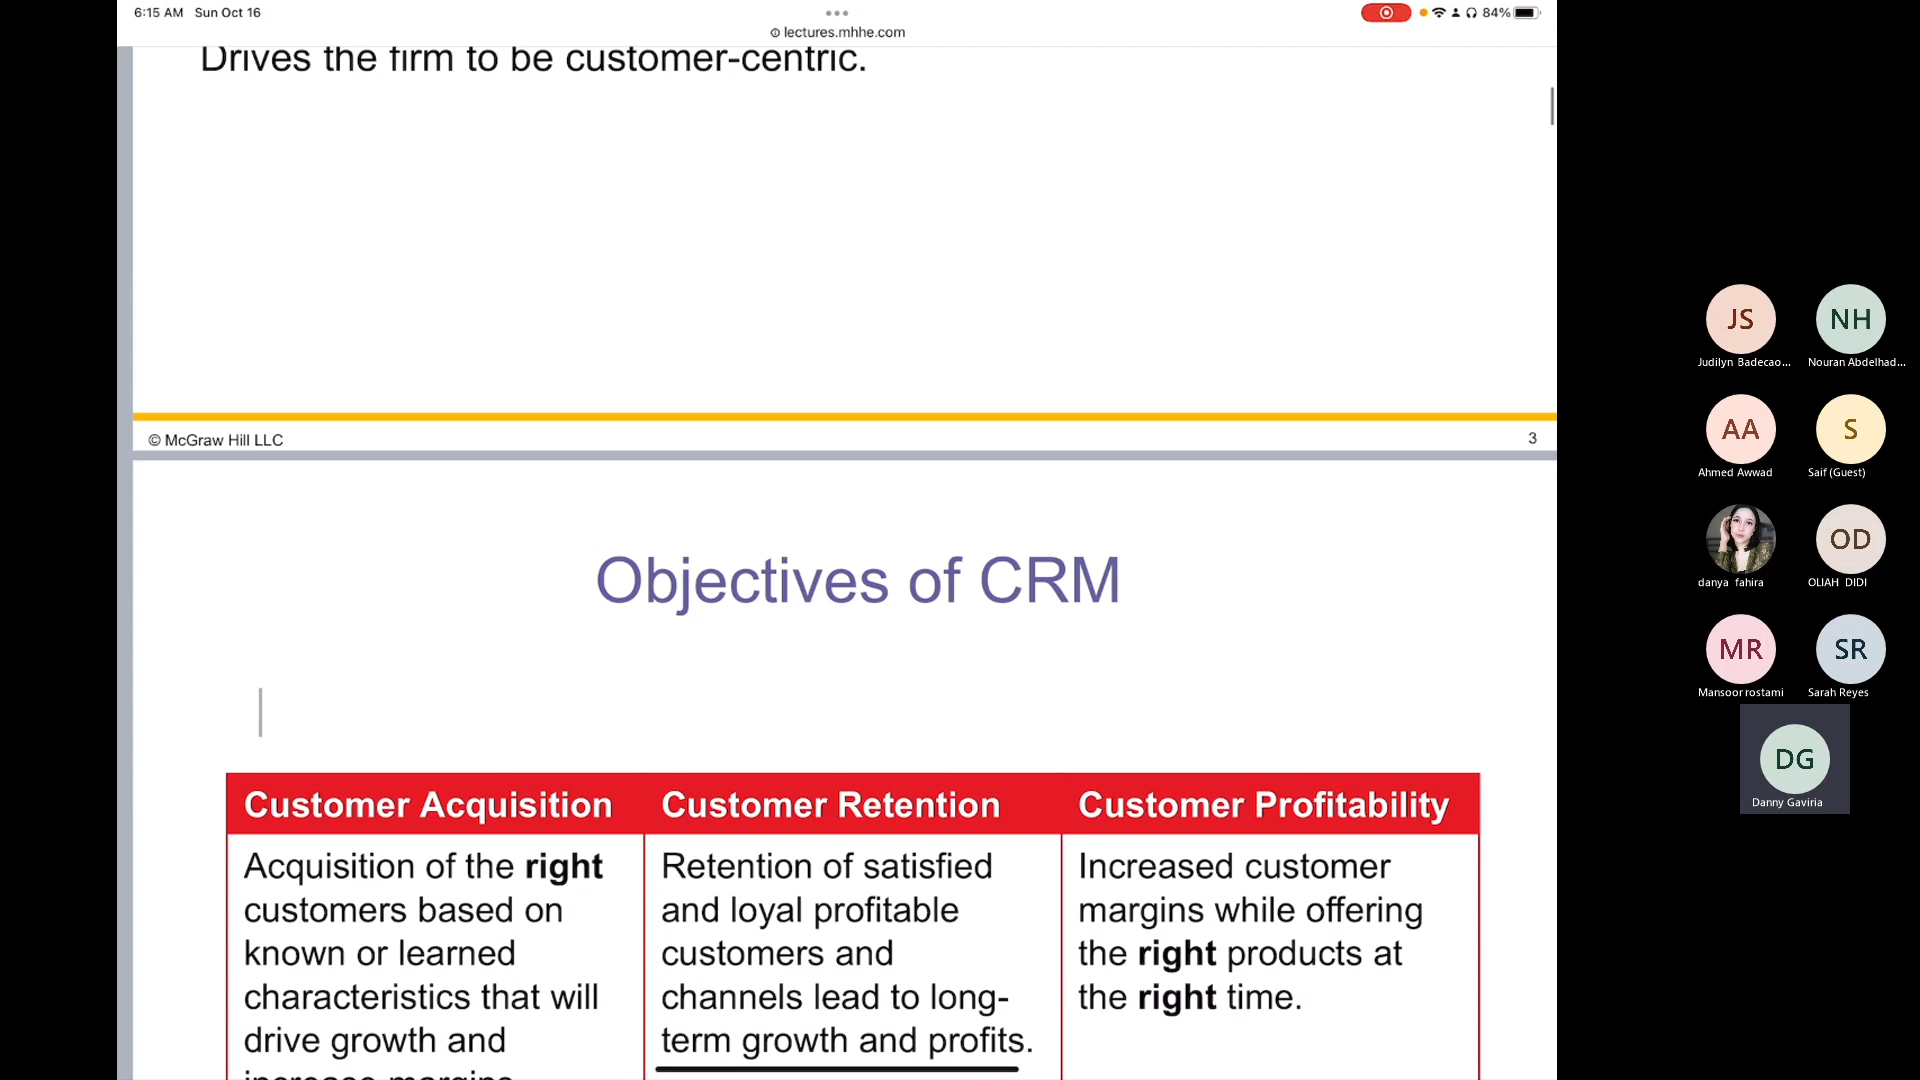 6:15 AM Sun Oct 16
84%
lectures.mhhe.com
Drives the firm to be customer-centric.
© McGraw Hill LLC
3
Objectives of CRM
Customer Acquisition
Acquisition of the right
customers based on
known or learned
characteristics that will
drive growth and
increase margins
Customer Retention
Retention of satisfied
and loyal profitable
customers and
channels lead to long-
term growth and profits.
Customer Profitability
Increased customer
margins while offering
the right products at
the right time.
JS
Judilyn Badecao...
NH
Nouran Abdelhad...
AA
Ahmed Awwad
S
Saif (Guest)
danya fahira
OD
OLIAH DIDI
MR
Mansoor rostami
SR
Sarah Reyes
DG
Danny Gaviria